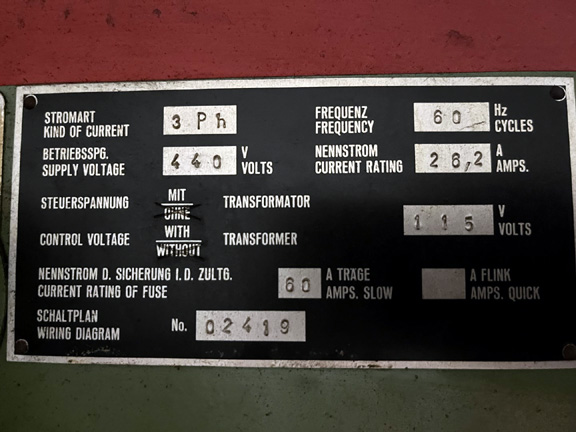 STROMART 3 Ph FREQUENZ 60 Hz
KIND OF CURRENT FREQUENCY CYCLES
BETRIEBSSPG. 440 V NENNSTROM 26,2 A
SUPPLY VOLTAGE VOLTS CURRENT RATING AMPS.
STEUERSPANNUNG MIT TRANSFORMATOR
OHNE
115 V
CONTROL VOLTAGE WITH TRANSFORMER VOLTS
WITHOUT
NENNSTROM D. SICHERUNG I.D. ZULTG. 60 A TRAGE A FLINK
CURRENT RATING OF FUSE AMPS. SLOW AMPS. QUICK
SCHALTPLAN No. 02419
WIRING DIAGRAM